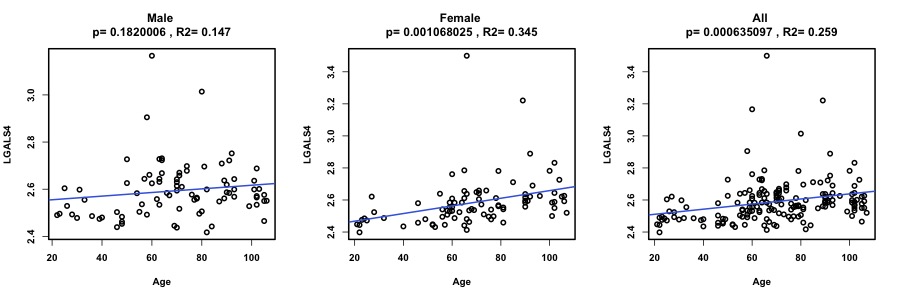 Male
p= 0.1820006 , R2= 0.147
LGALS4
3.0
2.8
2.6
2.4
20 40 60 80 100
Age
Female
p= 0.001068025 , R2= 0.345
LGALS4
3.4
3.2
3.0
2.8
2.6
2.4
20 40 60 80 100
Age
All
p= 0.000635097 , R2= 0.259
LGALS4
3.4
3.2
3.0
2.8
2.6
2.4
20 40 60 80 100
Age